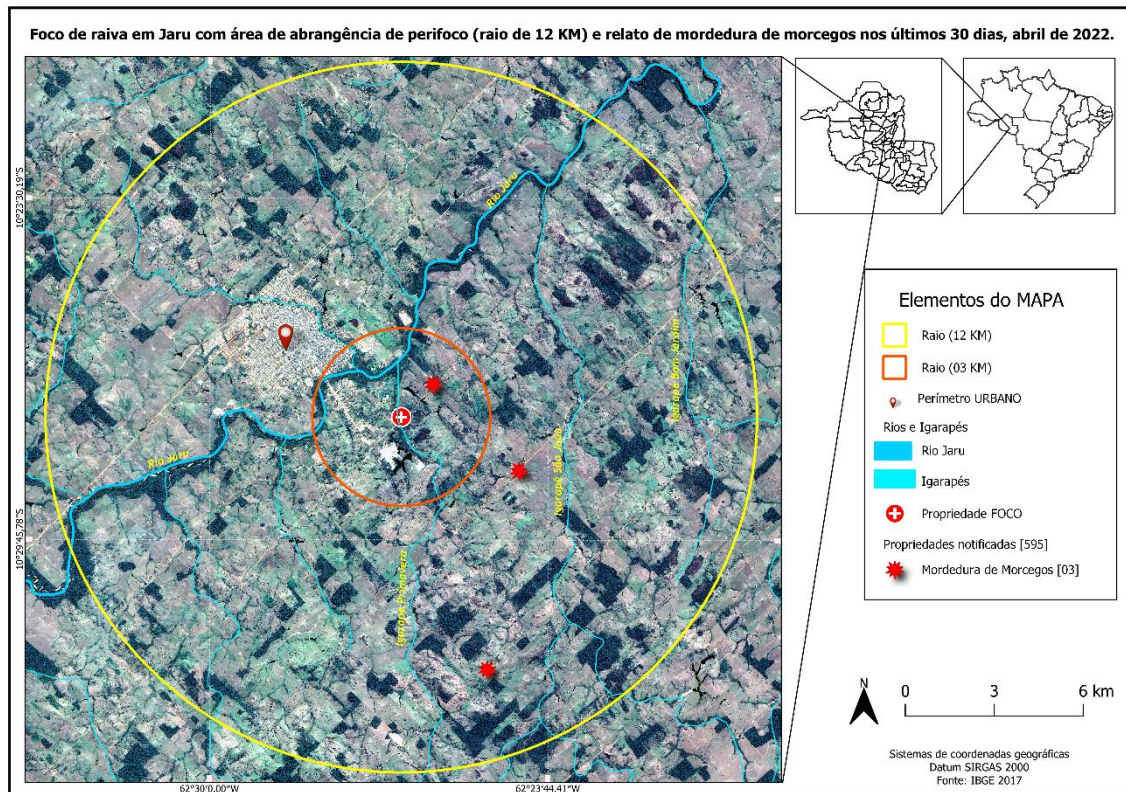 Foco de raiva em Jaru com área de abrangência de perifoco (raio de 12 KM) e relato de mordedura de morcegos nos últimos 30 dias, abril de 2022.
10°23'30,19"S
10°29'45,78"S
62°30'0.00"W
62°23'44.41"W
Rio Jaru
Rio Jaru
Igarapé Bom Jardim
Igarapé São João
Igarapé Primavera
Elementos do MAPA
Raio (12 KM)
Raio (03 KM)
Perímetro URBANO
Rios e Igarapés
Rio Jaru
Igarapés
Propriedade FOCO
Propriedades notificadas [595]
Mordedura de Morcegos [03]
N
0 3 6 km
Sistemas de coordenadas geográficas
Datum SIRGAS 2000
Fonte: IBGE 2017